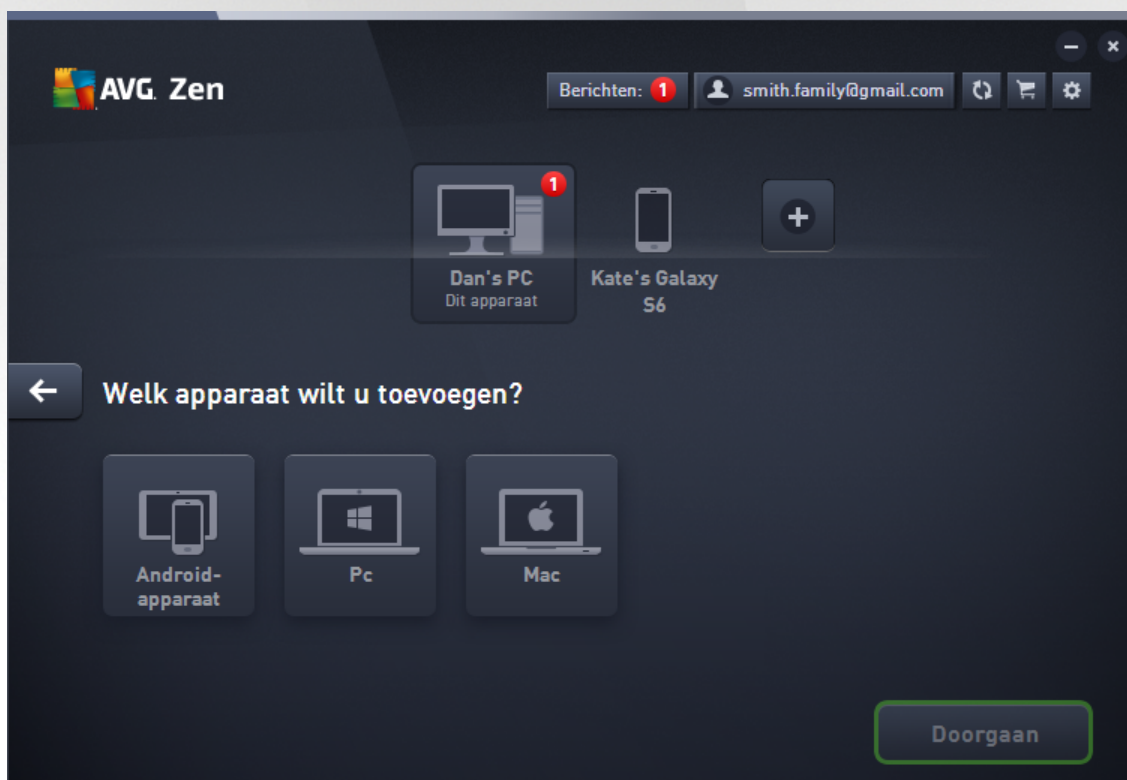 AVG. Zen
Berichten: 1
smith.family@gmail.com
1
Dan's PC
Dit apparaat
Kate's Galaxy
S6
Welk apparaat wilt u toevoegen?
Android-
apparaat
Pc
Mac
Doorgaan